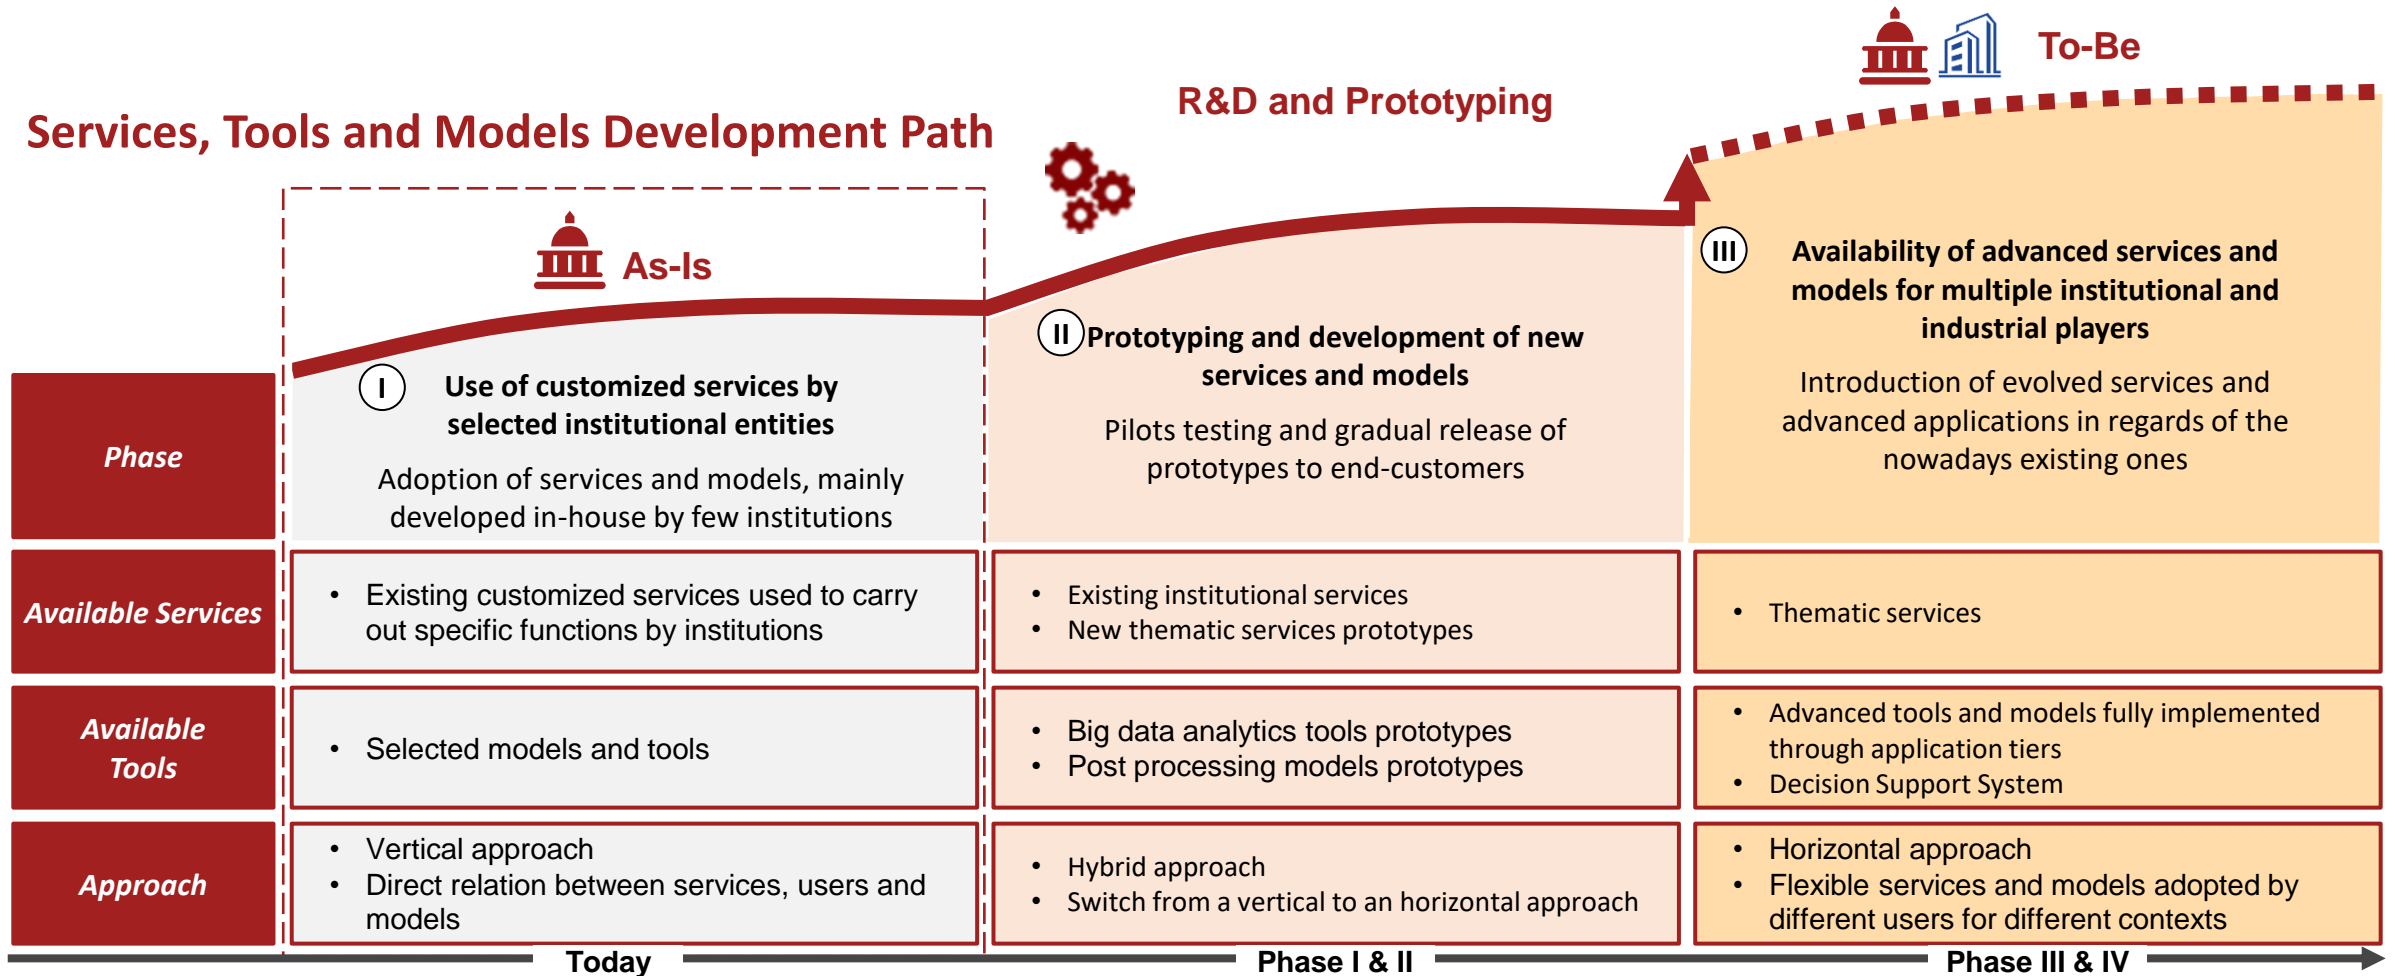 To-Be
R&D and Prototyping
Services, Tools and Models Development Path
As-Is
Phase
I
Use of customized services by
selected institutional entities
Adoption of services and models, mainly
developed in-house by few institutions
II
Prototyping and development of new
services and models
Pilots testing and gradual release of
prototypes to end-customers
III
Availability of advanced services and
models for multiple institutional and
industrial players
Introduction of evolved services and
advanced applications in regards of the
nowadays existing ones
Available Services
• Existing customized services used to carry
out specific functions by institutions
• Existing institutional services
• New thematic services prototypes
• Thematic services
Available
Tools
• Selected models and tools
• Big data analytics tools prototypes
• Post processing models prototypes
• Advanced tools and models fully implemented
through application tiers
• Decision Support System
Approach
• Vertical approach
• Direct relation between services, users and
models
• Hybrid approach
• Switch from a vertical to an horizontal approach
• Horizontal approach
• Flexible services and models adopted by
different users for different contexts
Today
Phase I & II
Phase III & IV